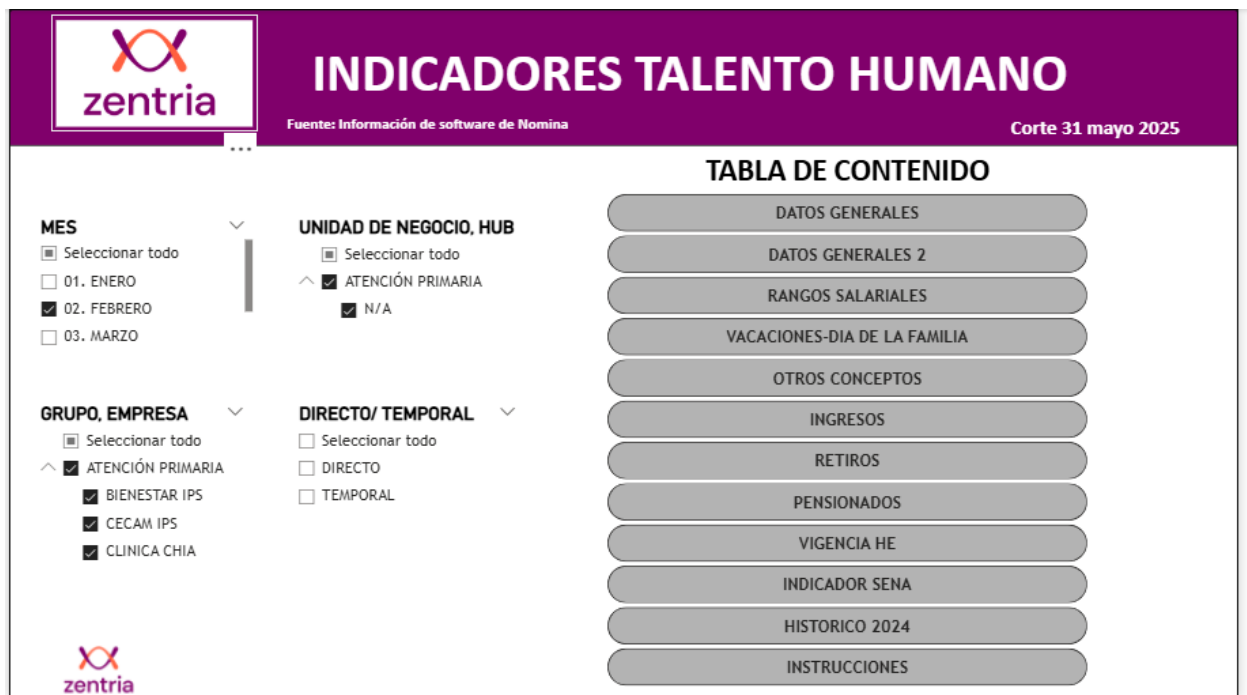 zentria
INDICADORES TALENTO HUMANO
Fuente: Información de software de Nomina
Corte 31 mayo 2025
MES
Seleccionar todo
01. ENERO
02. FEBRERO
03. MARZO
UNIDAD DE NEGOCIO, HUB
Seleccionar todo
ATENCIÓN PRIMARIA
N/A
GRUPO, EMPRESA
Seleccionar todo
ATENCIÓN PRIMARIA
BIENESTAR IPS
CECAM IPS
CLINICA CHIA
DIRECTO/ TEMPORAL
Seleccionar todo
DIRECTO
TEMPORAL
TABLA DE CONTENIDO
DATOS GENERALES
DATOS GENERALES 2
RANGOS SALARIALES
VACACIONES-DIA DE LA FAMILIA
OTROS CONCEPTOS
INGRESOS
RETIROS
PENSIONADOS
VIGENCIA HE
INDICADOR SENA
HISTORICO 2024
INSTRUCCIONES
zentria